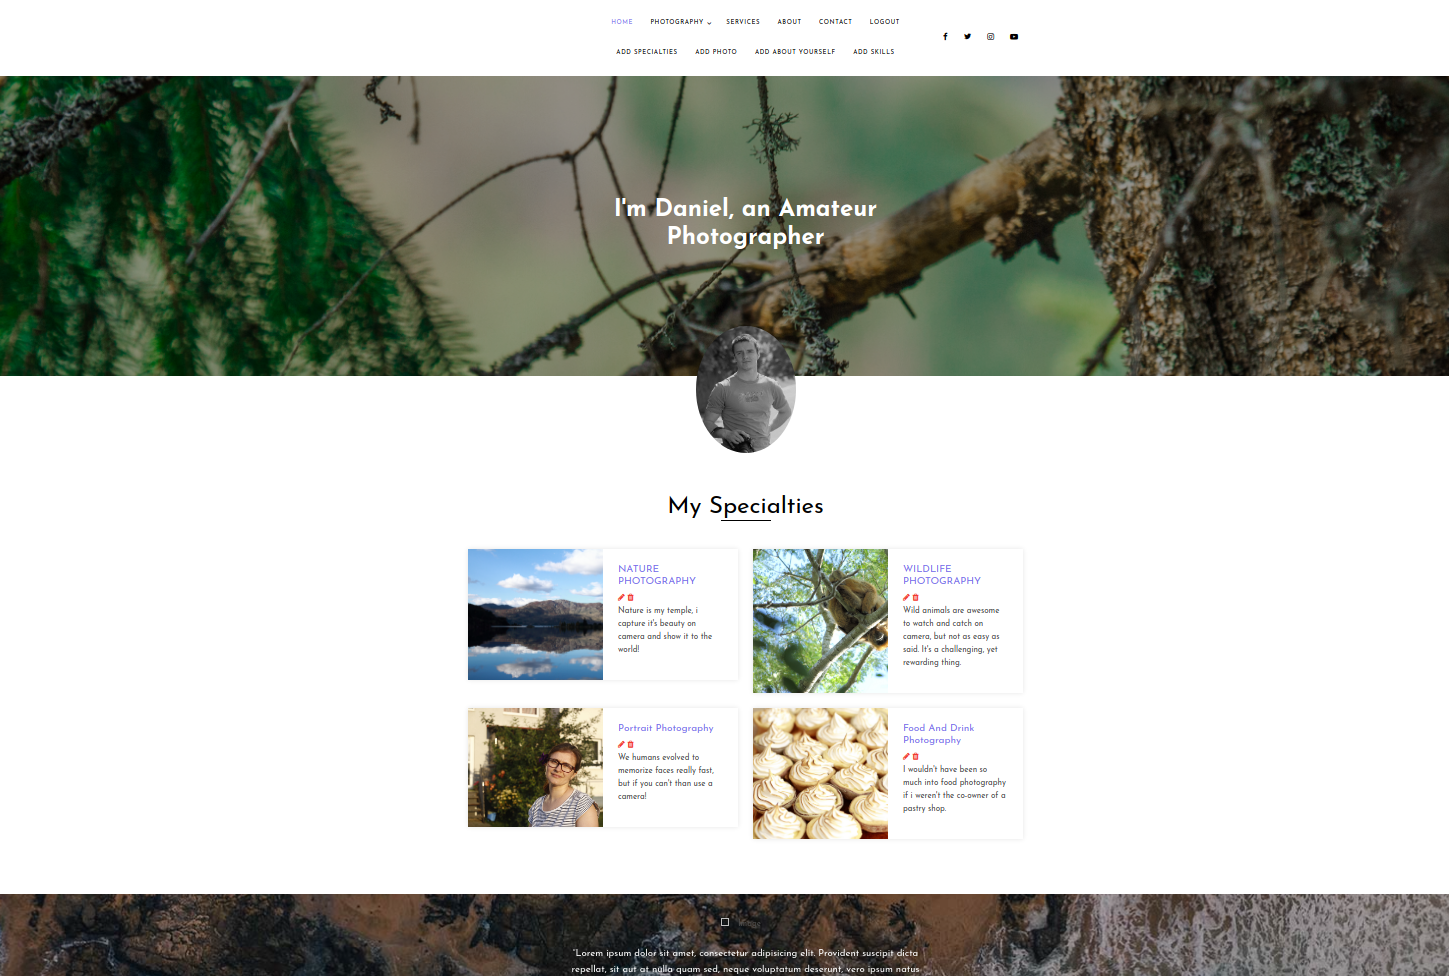 HOME PHOTOGRAPHY SERVICES ABOUT CONTACT LOGOUT
ADD SPECIALTIES ADD PHOTO ADD ABOUT YOURSELF ADD SKILLS
I'm Daniel, an Amateur
Photographer
My Specialties
NATURE
PHOTOGRAPHY
Nature is my temple, i
capture it's beauty on
camera and show it to the
world!
WILDLIFE
PHOTOGRAPHY
Wild animals are awesome
to watch and catch on
camera, but not as easy as
said. It's a challenging, yet
rewarding thing.
Portrait Photography
We humans evolved to
memorize faces really fast,
but if you can't than use a
camera!
Food And Drink
Photography
I wouldn't have been so
much into food photography
if i weren't the co-owner of a
pastry shop.
"Lorem ipsum dolor sit amet, consectetur adipisicing elit. Provident suscipit dicta
repellat, sit aut at nulla quam sed, neque voluptatum deserunt, vero ipsum natus